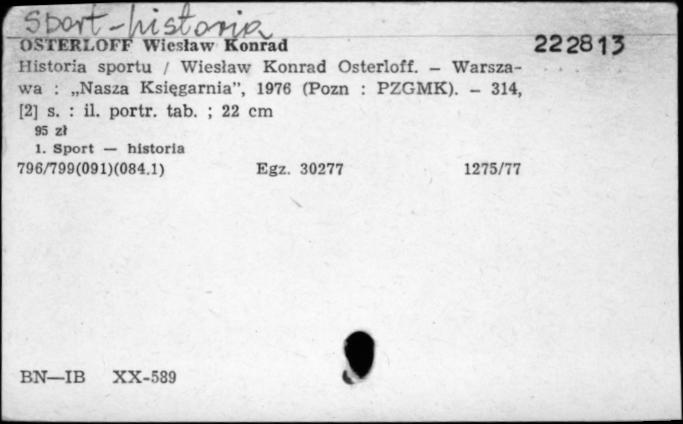 Sport - historia
OSTERLOFF Wiesław Konrad 222813
Historia sportu / Wiesław Konrad Osterloff. — Warsza-
wa : „Nasza Księgarnia”, 1976 (Pozn : PZGMK). — 314,
[2] s. : il. portr. tab. ; 22 cm
95 zł
1. Sport — historia
796/799(091)(084.1) Egz. 30277 1275/77
BN—IB XX-589